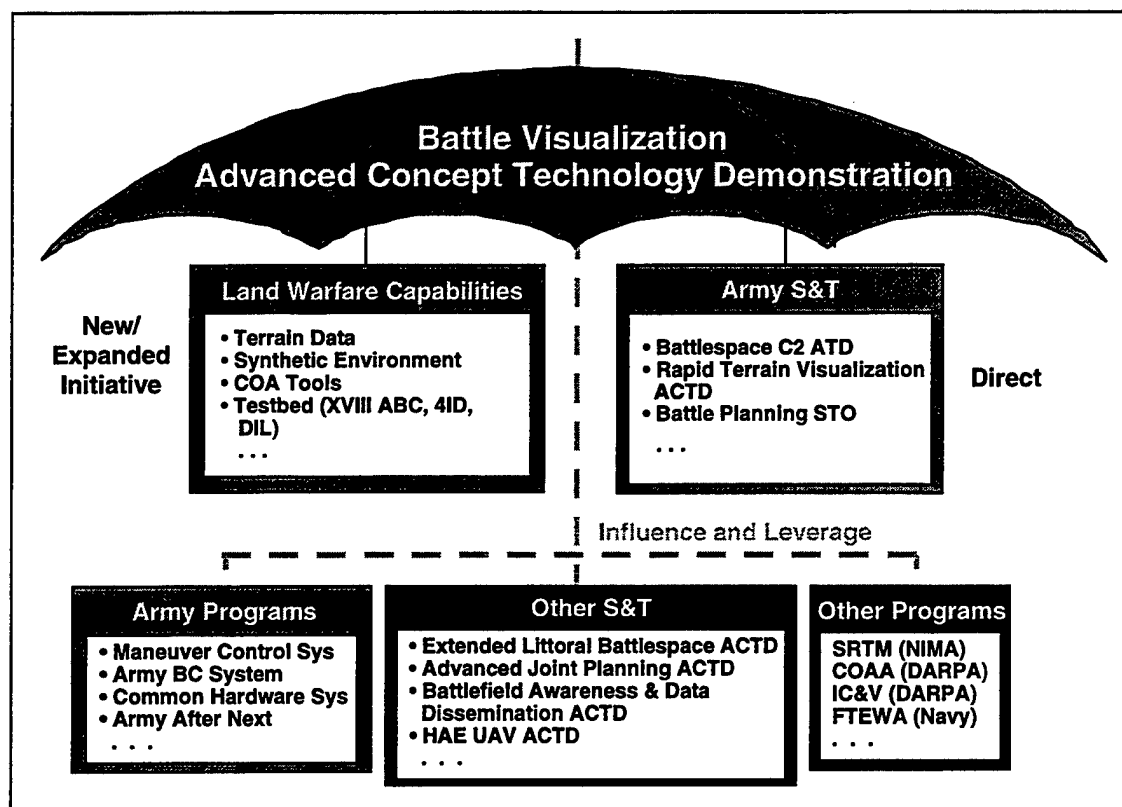 Battle Visualization
Advanced Concept Technology Demonstration
New/
Expanded
Initiative
Land Warfare Capabilities
• Terrain Data
• Synthetic Environment
• COA Tools
• Testbed (XVIII ABC, 4ID,
DIL)
. . .
Army S&T
• Battlespace C2 ATD
• Rapid Terrain Visualization
ACTD
• Battle Planning STO
. . .
Direct
Influence and Leverage
Army Programs
• Maneuver Control Sys
• Army BC System
• Common Hardware Sys
• Army After Next
. . .
Other S&T
• Extended Littoral Battlespace ACTD
• Advanced Joint Planning ACTD
• Battlefield Awareness & Data
Dissemination ACTD
• HAE UAV ACTD
. . .
Other Programs
SRTM (NIMA)
COAA (DARPA)
IC&V (DARPA)
FTEWA (Navy)
. . .